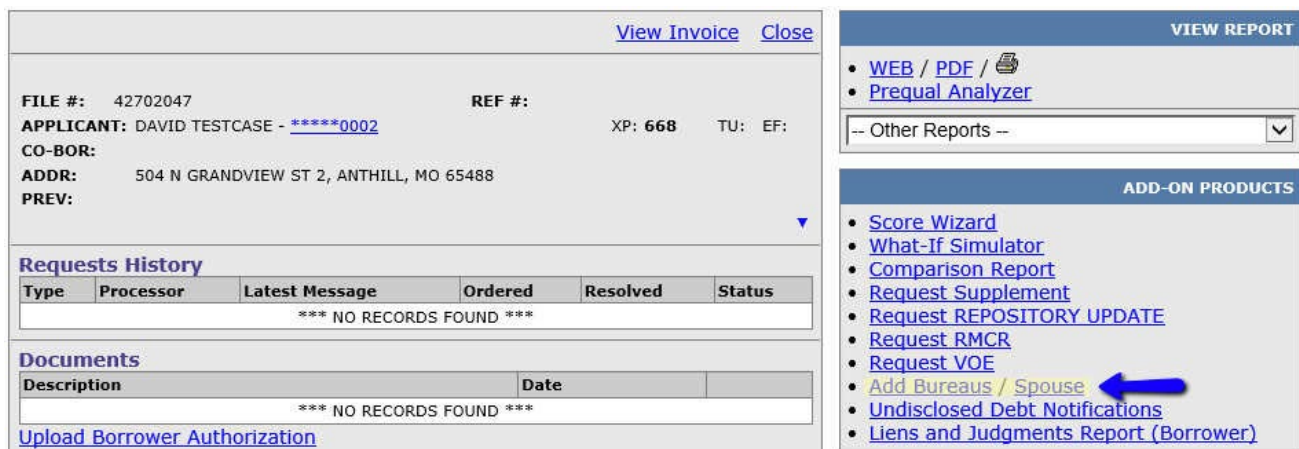 View Invoice Close
FILE #: 42702047 REF #:
APPLICANT: DAVID TESTCASE - *****0002 XP: 668 TU: EF:
CO-BOR:
ADDR: 504 N GRANDVIEW ST 2, ANTHILL, MO 65488
PREV:
Requests History
Type Processor Latest Message Ordered Resolved Status
*** NO RECORDS FOUND ***
Documents
Description Date
*** NO RECORDS FOUND ***
Upload Borrower Authorization
VIEW REPORT
• WEB / PDF /
• Prequal Analyzer
-- Other Reports --
ADD-ON PRODUCTS
• Score Wizard
• What-If Simulator
• Comparison Report
• Request Supplement
• Request REPOSITORY UPDATE
• Request RMCR
• Request VOE
• Add Bureaus / Spouse
• Undisclosed Debt Notifications
• Liens and Judgments Report (Borrower)